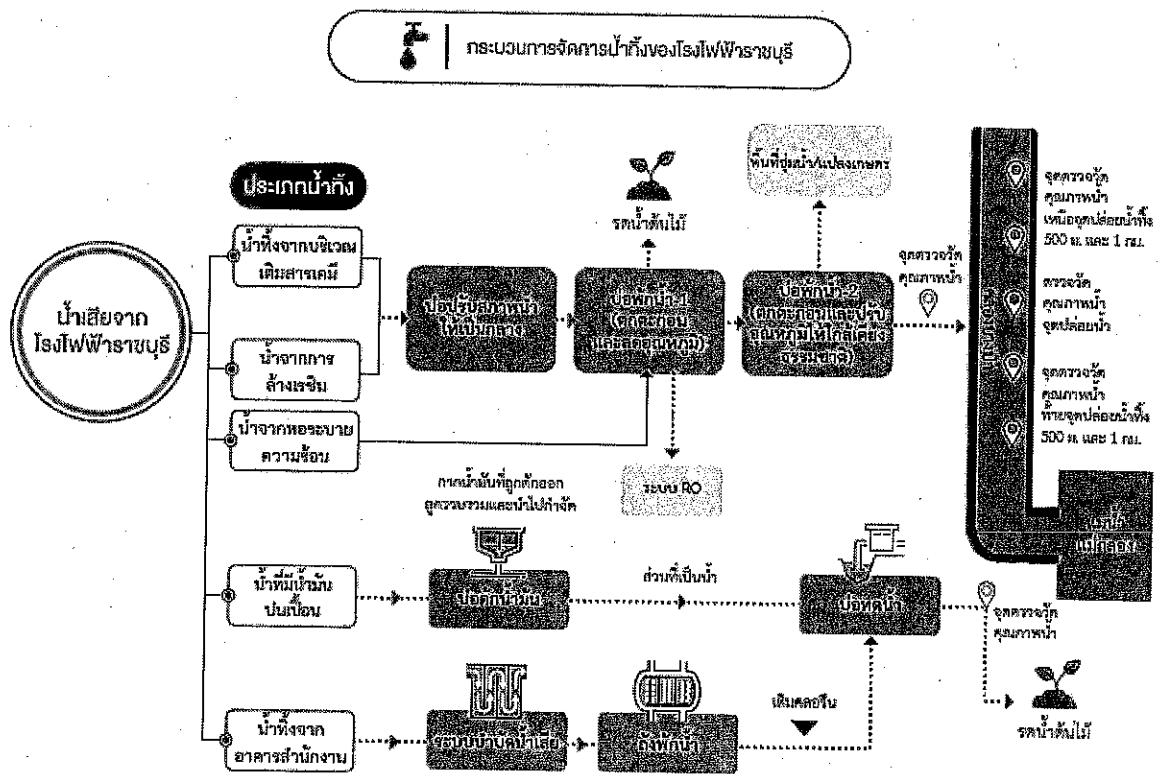 กระบวนการจัดการน้ำทิ้งของโรงไฟฟ้าราชบุรี
ประเภทน้ำทิ้ง
น้ำเสียจาก
โรงไฟฟ้าราชบุรี
น้ำทิ้งจากบริเวณ
เติมสารเคมี
น้ำจากการ
ล้างเรซิน
น้ำจากหอระบาย
ความร้อน
น้ำที่มีน้ำมัน
ปนเปื้อน
น้ำทิ้งจาก
อาคารสำนักงาน
บ่อปรับสภาพน้ำ
ให้เป็นกลาง
รดน้ำต้นไม้
บ่อพักน้ำ-1
(ตกตะกอน
และลดอุณหภูมิ)
ระบบ RO
พื้นที่ชุ่มน้ำ/แปลงเกษตร
บ่อพักน้ำ-2
(ตกตะกอนและปรับ
อุณหภูมิให้ใกล้เคียง
ธรรมชาติ)
จุดตรวจวัด
คุณภาพน้ำ
จุดตรวจวัด
คุณภาพน้ำ
เหนือจุดปล่อยน้ำทิ้ง
500 ม. และ 1 กม.
ตรวจวัด
คุณภาพน้ำ
จุดปล่อยน้ำ
จุดตรวจวัด
คุณภาพน้ำ
ท้ายจุดปล่อยน้ำทิ้ง
500 ม. และ 1 กม.
แม่น้ำ
แม่กลอง
กากน้ำมันที่ถูกดักออก
ถูกรวบรวมและนำไปกำจัด
บ่อดักน้ำมัน
ส่วนที่เป็นน้ำ
บ่อพักน้ำ
จุดตรวจวัด
คุณภาพน้ำ
รดน้ำต้นไม้
ระบบบำบัดน้ำเสีย
ถังพักน้ำ
เติมคลอรีน